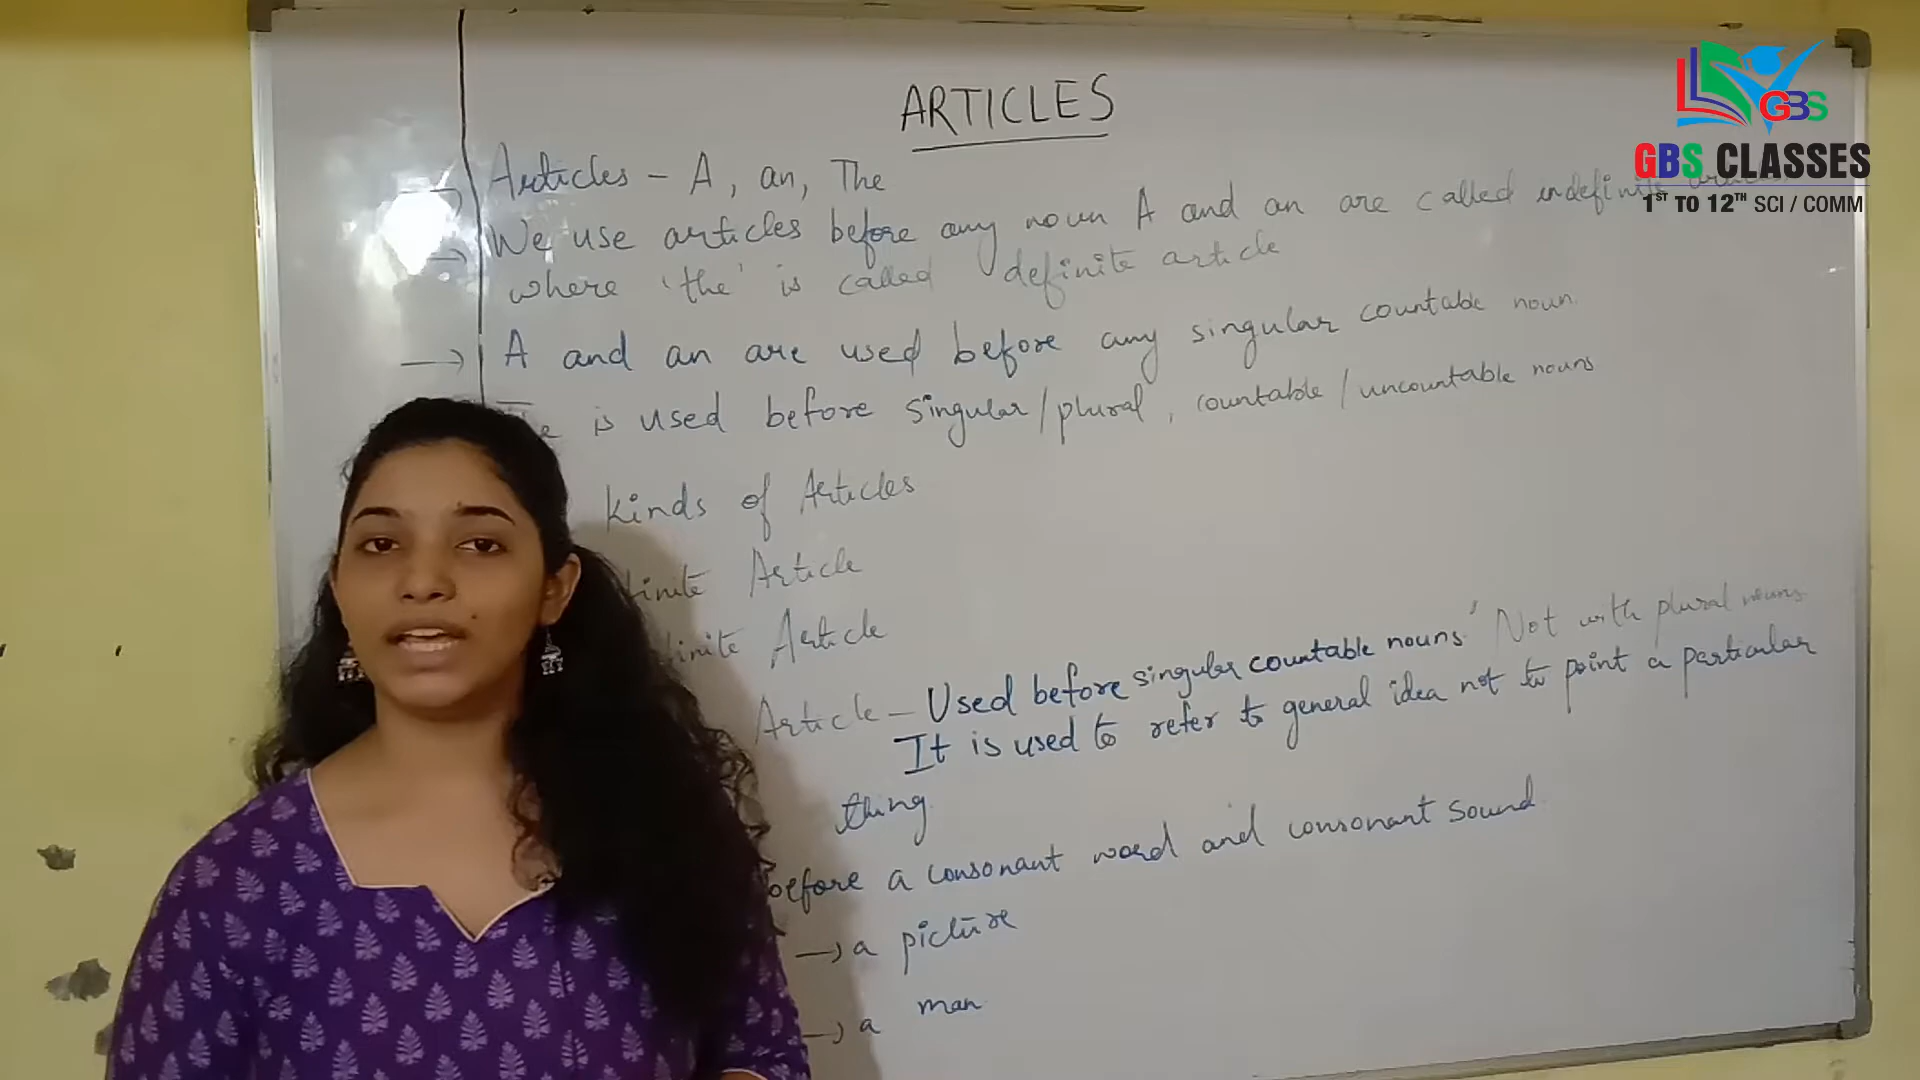 ARTICLES
GBS
GBS CLASSES
1ST TO 12TH SCI / COMM
Articles - A, an, The
We use articles before any noun A and an are called indefinite
where 'the' is called definite article
A and an are used before any singular countable noun.
is used before singular/plural, countable/uncountable nouns
kinds of Articles
Article
Article
Article - Used before singular countable nouns' Not with plural nouns
It is used to refer to general idea not to point a particular
thing.
before a consonant word and consonant sound.
→ a picture
→ a man